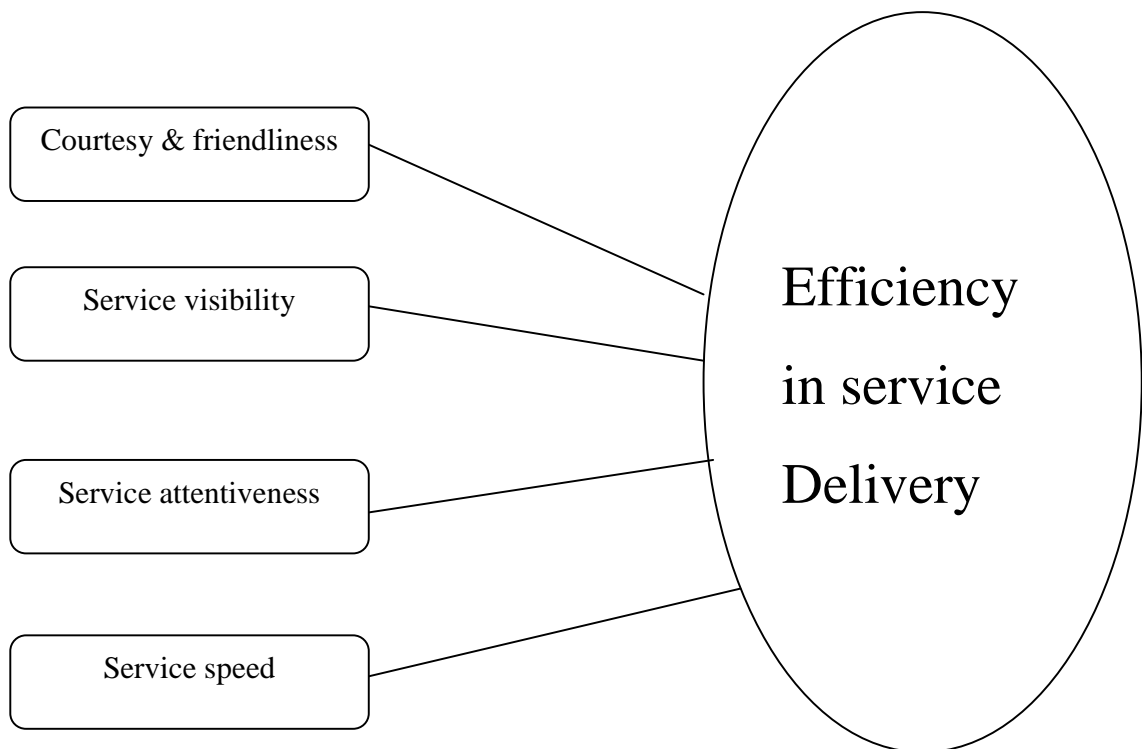 Courtesy & friendliness
Service visibility
Service attentiveness
Service speed
Efficiency
in service
Delivery